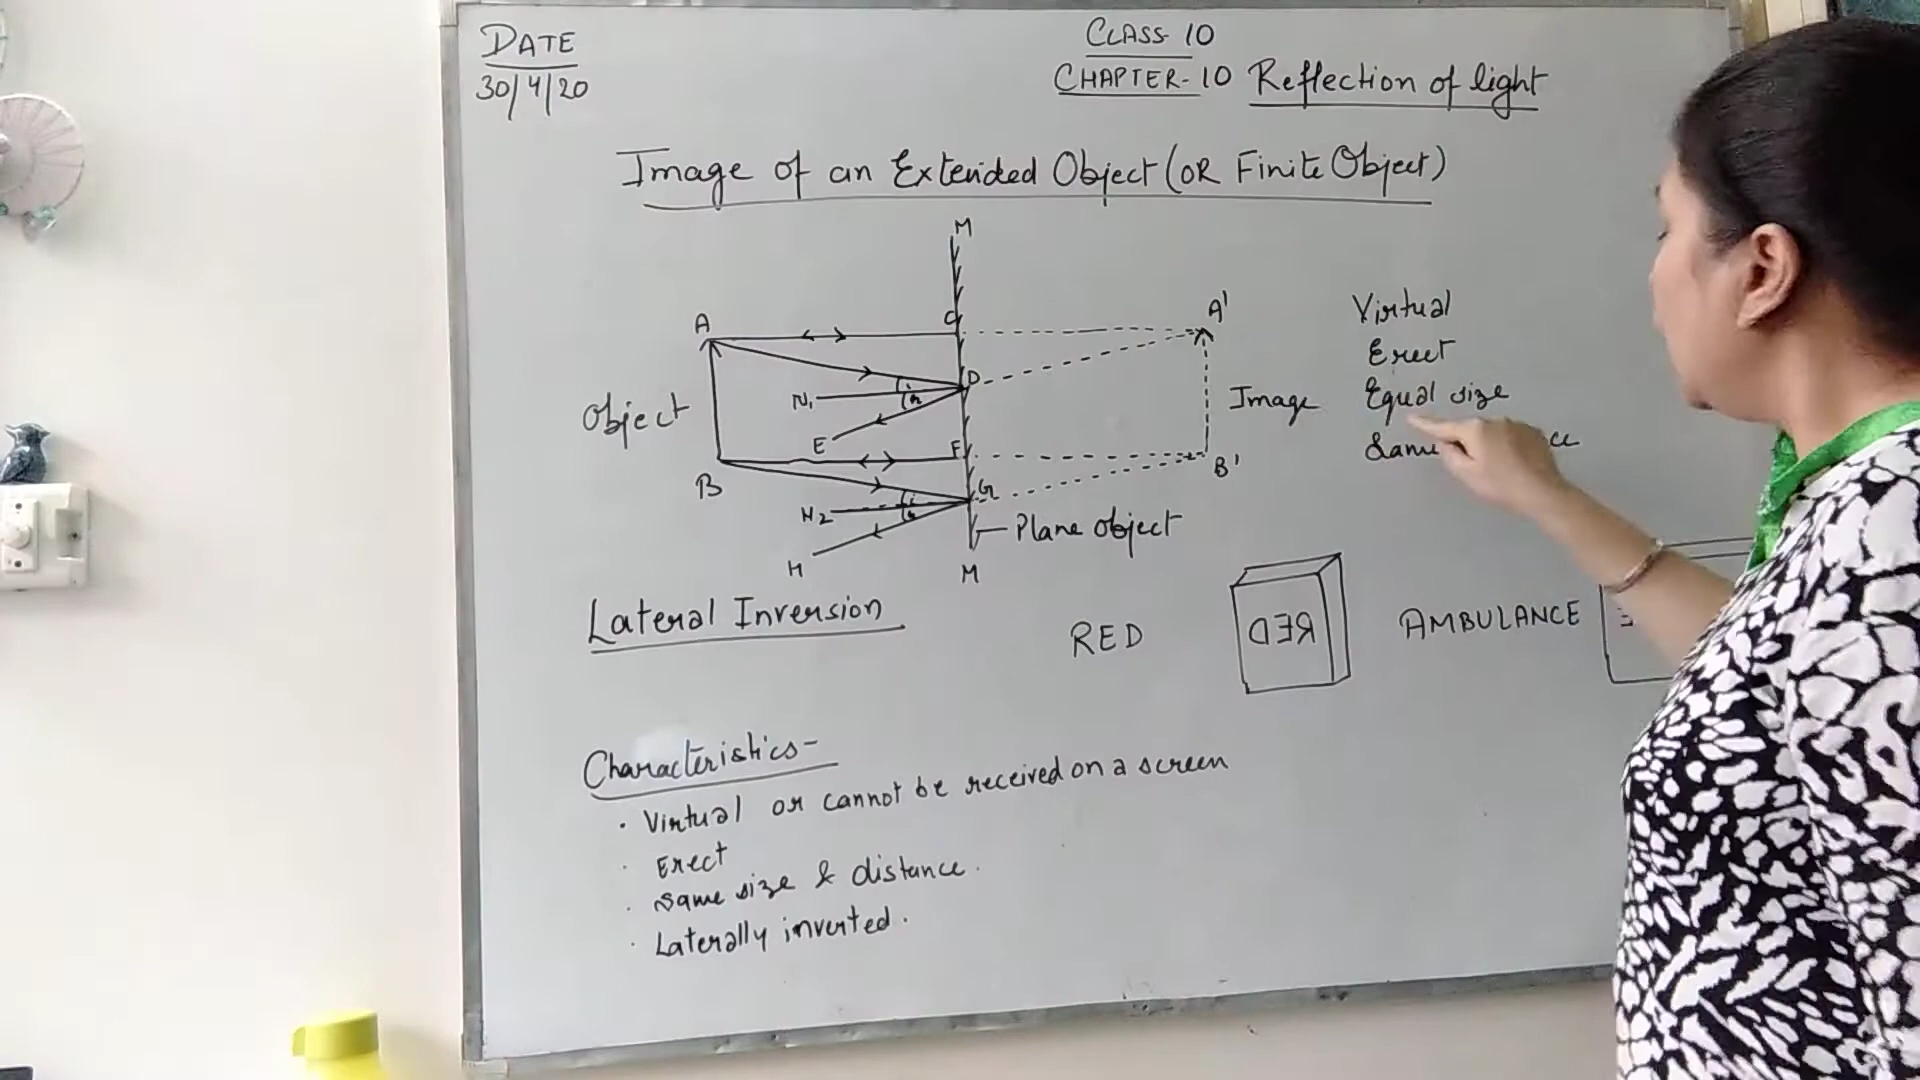 DATE
30/4/20
CLASS-10
CHAPTER-10 Reflection of light
Image of an Extended Object (OR Finite Object)
M
A
C
A'
Virtual
Erect
Equal size
Same
D
N₁
i
r
Object
Image
E
F
B
B'
G
N₂
i
r
Plane object
H
M
Lateral Inversion
RED
RED
AMBULANCE
Characteristics-
· Virtual or cannot be received on a screen
· Erect
· Same size & distance.
· Laterally inverted.